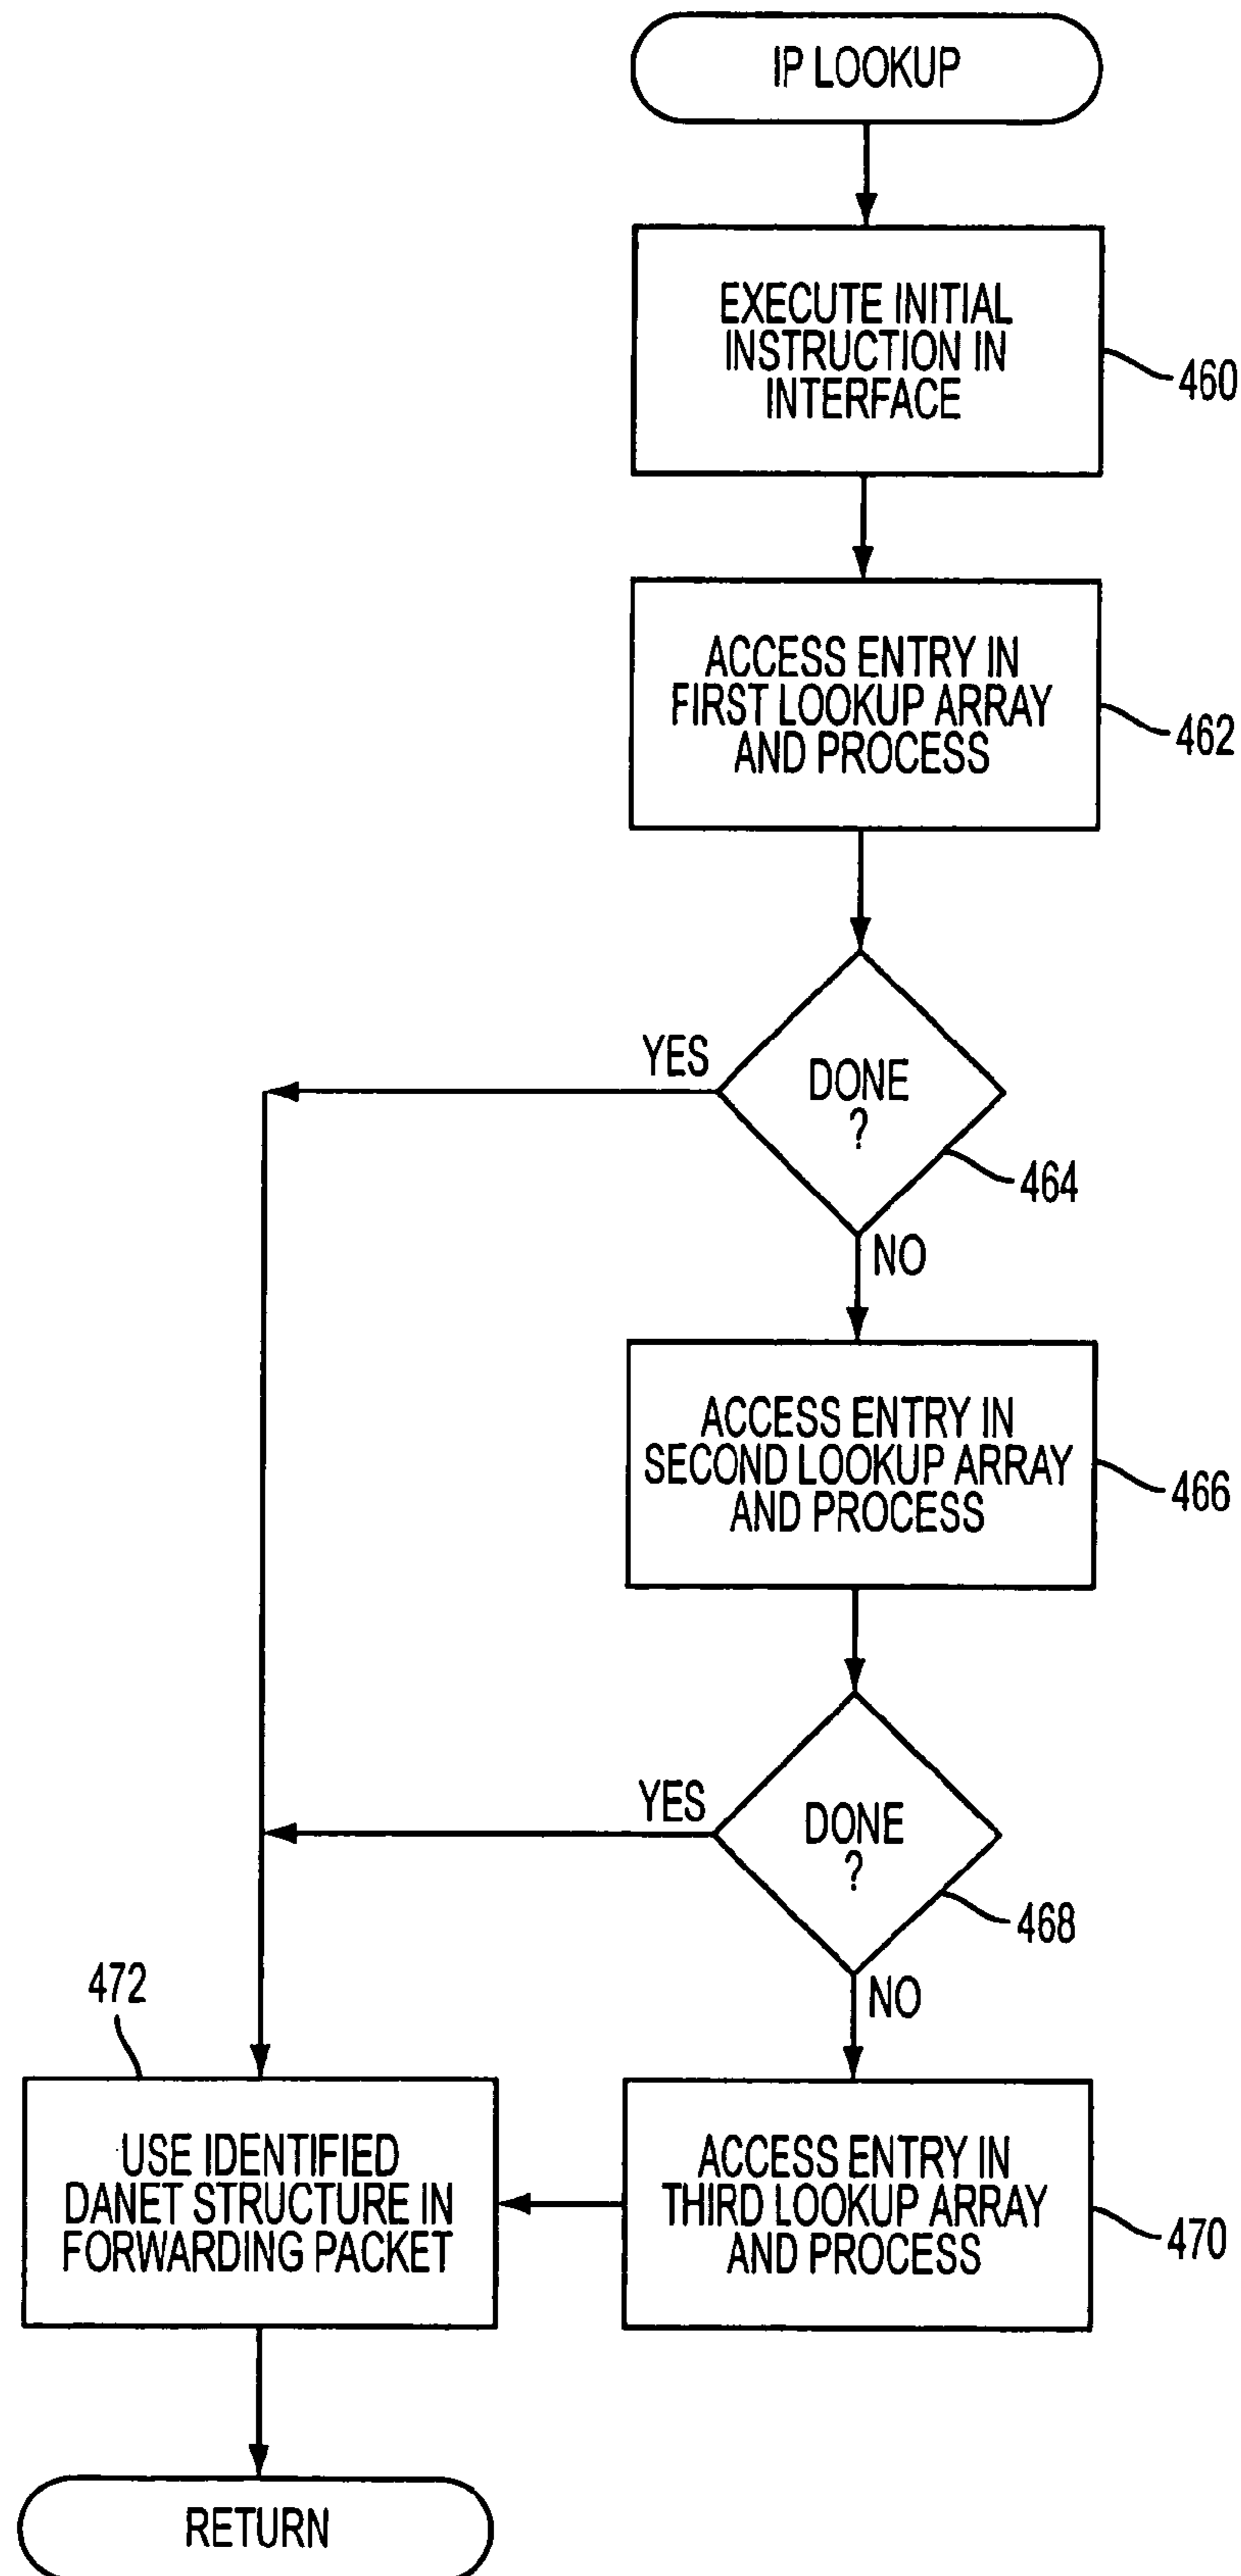 IP LOOKUP
EXECUTE INITIAL
INSTRUCTION IN
INTERFACE
460
ACCESS ENTRY IN
FIRST LOOKUP ARRAY
AND PROCESS
462
YES
DONE
?
464
NO
ACCESS ENTRY IN
SECOND LOOKUP ARRAY
AND PROCESS
466
YES
DONE
?
468
NO
472
USE IDENTIFIED
DANET STRUCTURE IN
FORWARDING PACKET
ACCESS ENTRY IN
THIRD LOOKUP ARRAY
AND PROCESS
470
RETURN